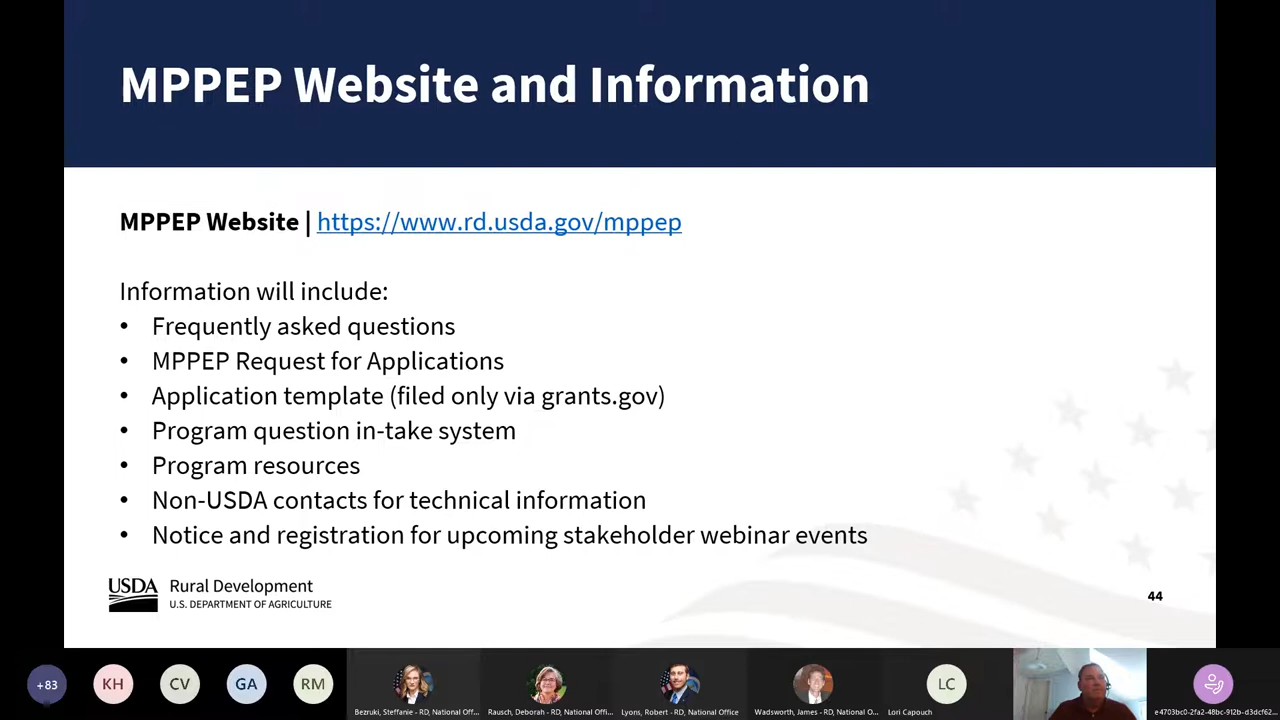 MPPEP Website and Information
MPPEP Website | https://www.rd.usda.gov/mppep
Information will include:
• Frequently asked questions
• MPPEP Request for Applications
• Application template (filed only via grants.gov)
• Program question in-take system
• Program resources
• Non-USDA contacts for technical information
• Notice and registration for upcoming stakeholder webinar events
USDA Rural Development
U.S. DEPARTMENT OF AGRICULTURE
44
+83 KH CV GA RM LC
Bezruki, Steffanie - RD, National Off... Rausch, Deborah - RD, National Offi... Lyons, Robert - RD, National Office Wadsworth, James - RD, National O... Lori Capouch e4703bc0-2fa2-48bc-912b-d3dcf62...